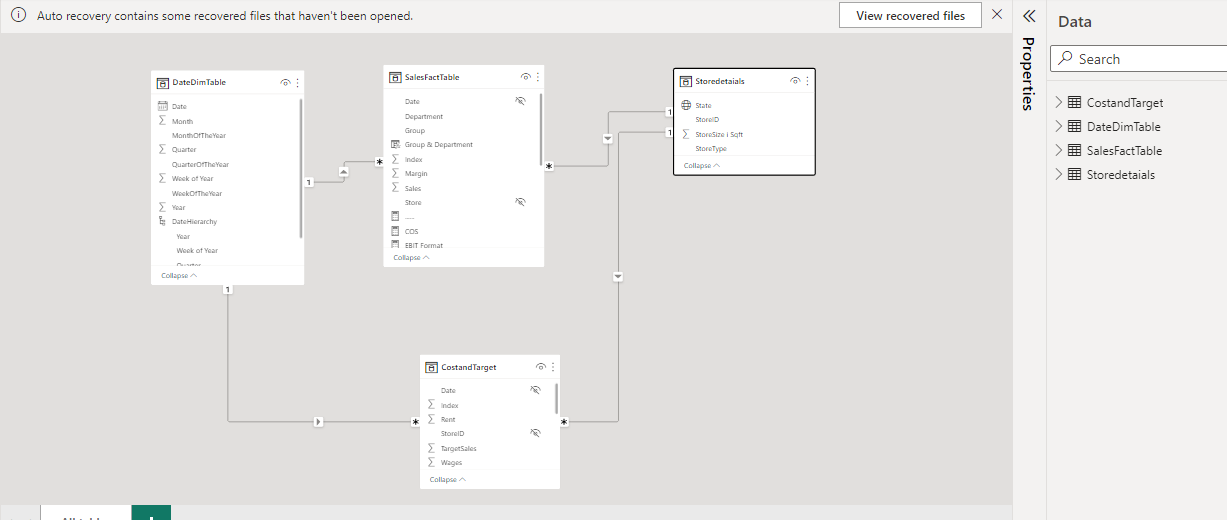 Auto recovery contains some recovered files that haven't been opened.
View recovered files
DateDimTable
Date
Month
MonthOfTheYear
Quarter
QuarterOfTheYear
Week of Year
WeekOfTheYear
Year
DateHierarchy
Year
Week of Year
Quarter
Collapse
1
1
SalesFactTable
Date
Department
Group
Group & Department
Index
Margin
Sales
Store
.....
COS
EBIT Format
Collapse
*
*
Storedetaials
State
StoreID
StoreSize i Sqft
StoreType
Collapse
1
1
CostandTarget
Date
Index
Rent
StoreID
TargetSales
Wages
Collapse
*
*
Properties
Data
Search
CostandTarget
DateDimTable
SalesFactTable
Storedetaials